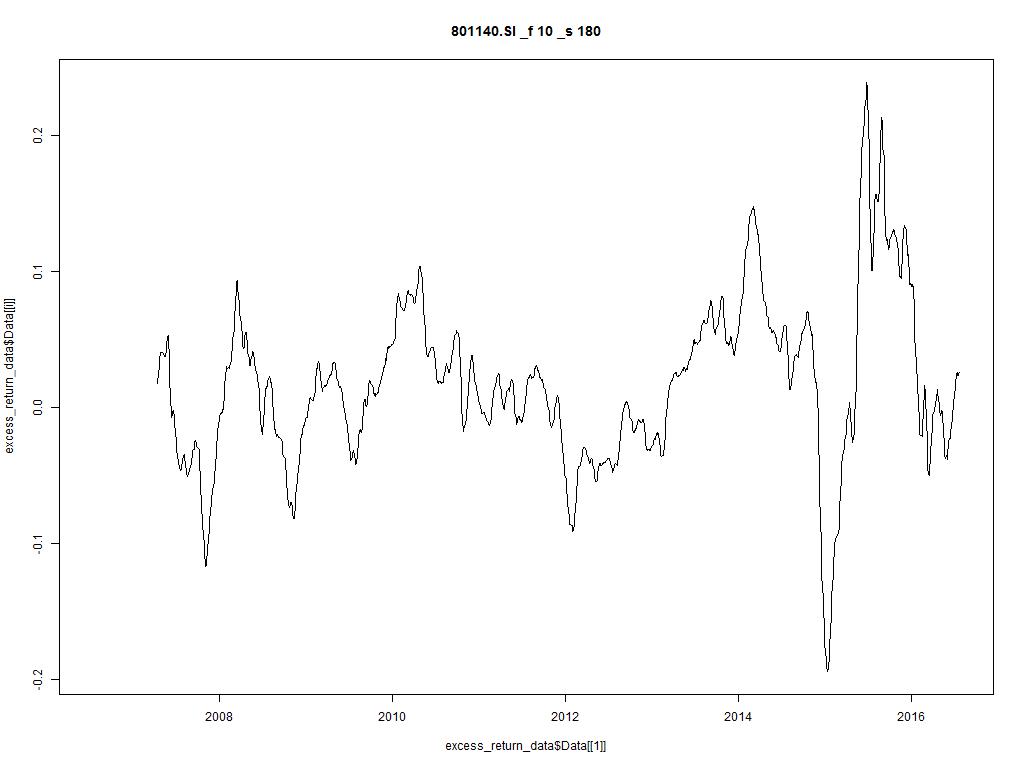 801140.SI _f 10 _s 180
excess_return_data$Data[[i]]
0.2
0.1
0.0
-0.1
-0.2
2008 2010 2012 2014 2016
excess_return_data$Data[[1]]